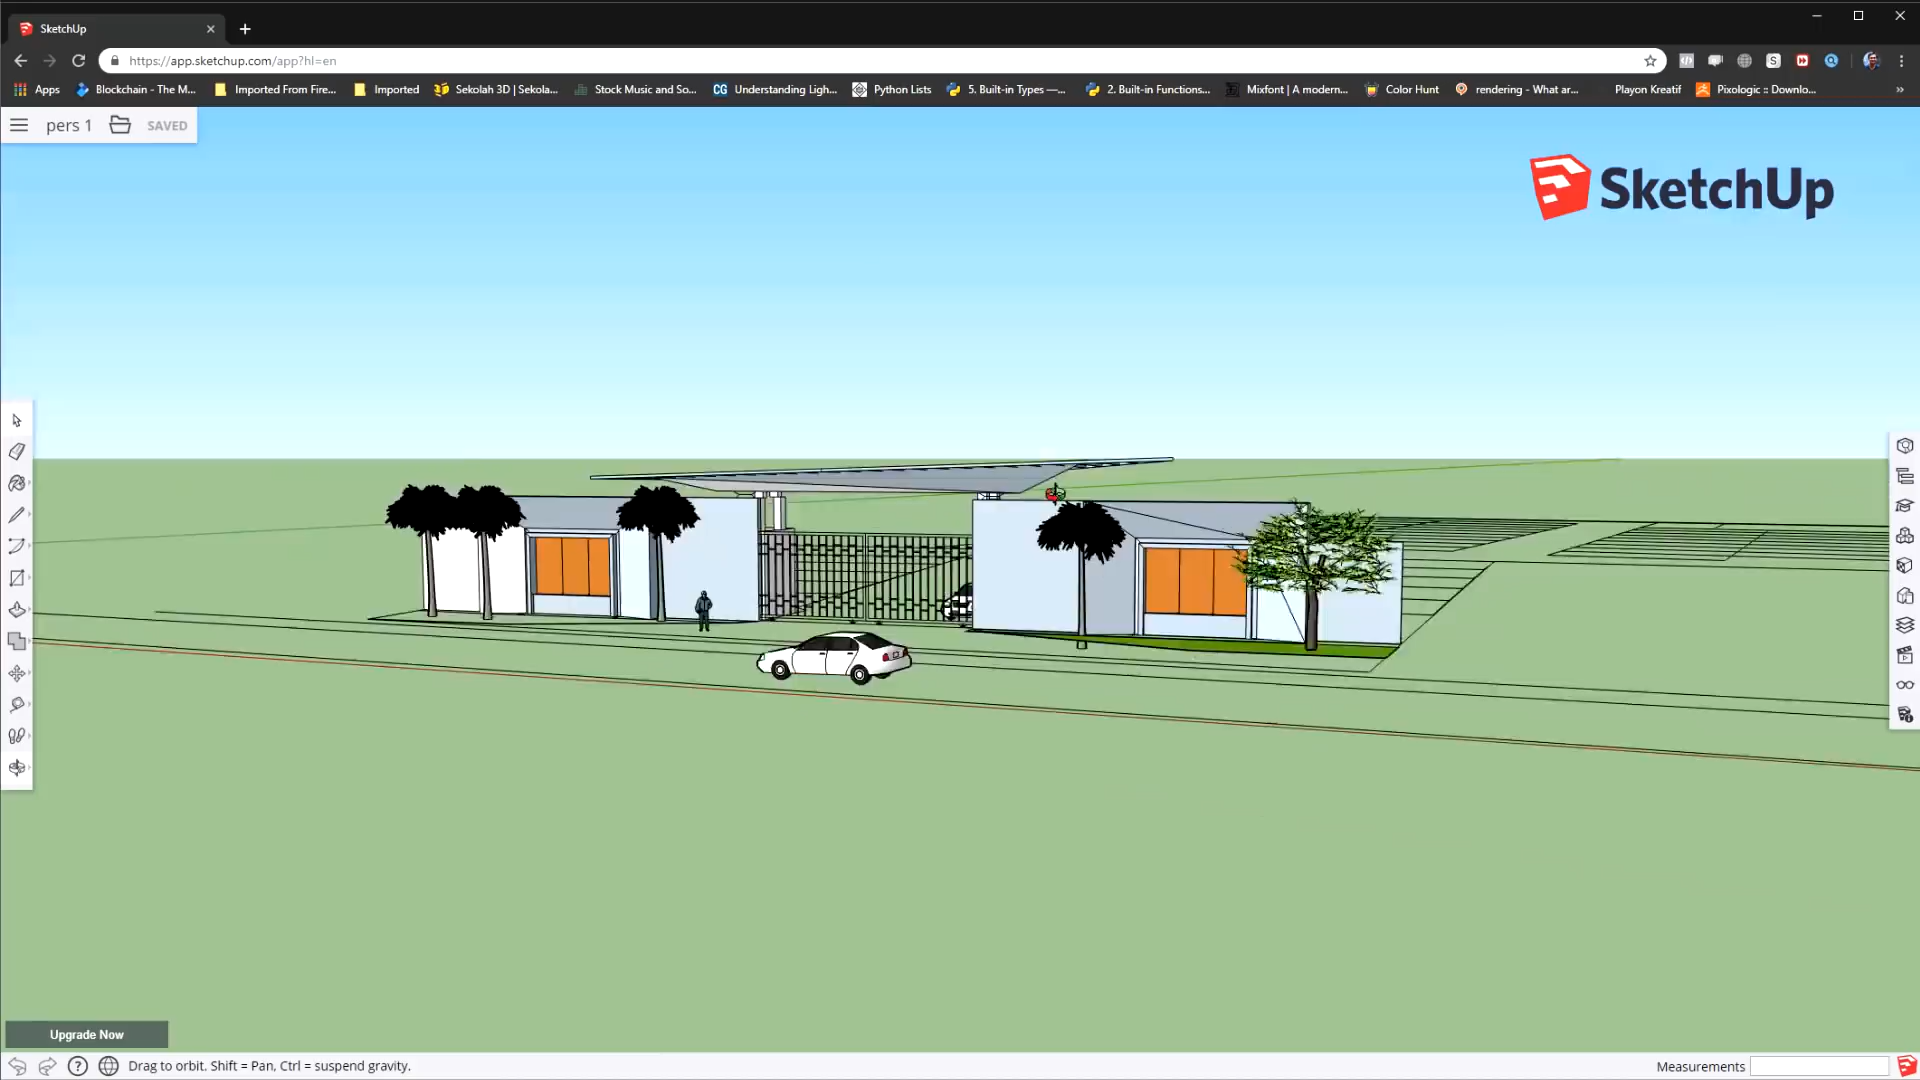 SketchUp
https://app.sketchup.com/app?hl=en
Apps
Blockchain - The M...
Imported From Fire...
Imported
Sekolah 3D | Sekola...
Stock Music and So...
CG Understanding Ligh...
Python Lists
5. Built-in Types —...
2. Built-in Functions...
Mixfont | A modern...
Color Hunt
rendering - What ar...
Playon Kreatif
Pixologic :: Downlo...
»
pers 1
SAVED
SketchUp
Upgrade Now
Drag to orbit. Shift = Pan, Ctrl = suspend gravity.
Measurements